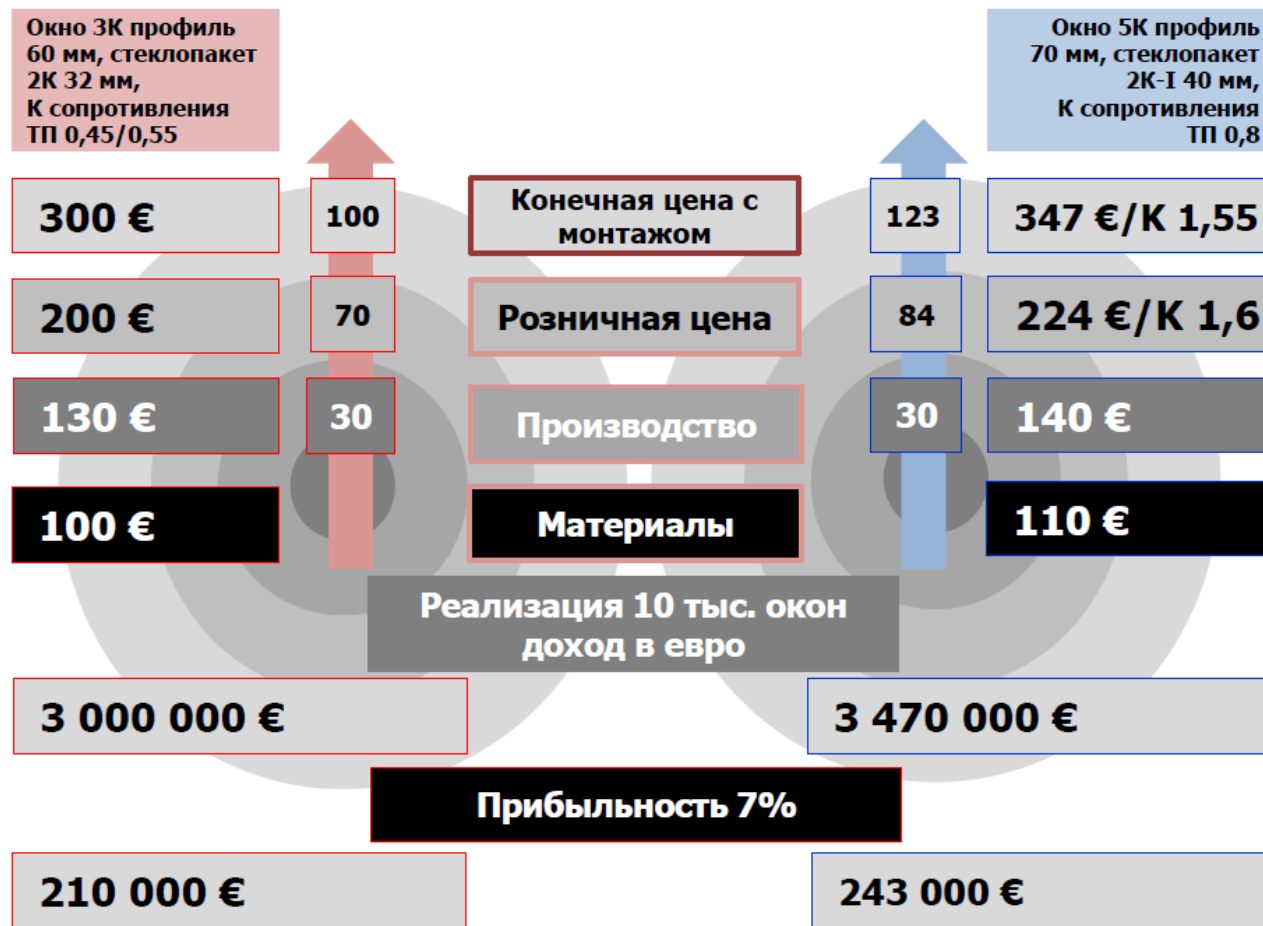 Окно 3К профиль
60 мм, стеклопакет
2К 32 мм,
К сопротивления
ТП 0,45/0,55
Окно 5К профиль
70 мм, стеклопакет
2К-I 40 мм,
К сопротивления
ТП 0,8
300 €
100
Конечная цена с
монтажом
123
347 €/К 1,55
200 €
70
Розничная цена
84
224 €/К 1,6
130 €
30
Производство
30
140 €
100 €
Материалы
110 €
Реализация 10 тыс. окон
доход в евро
3 000 000 €
3 470 000 €
Прибыльность 7%
210 000 €
243 000 €